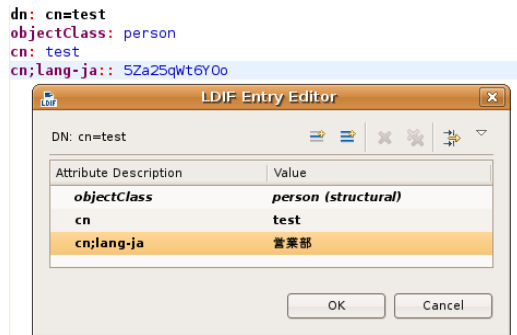 dn: cn=test
objectClass: person
cn: test
cn;lang-ja:: 5Za25qWt6YOo
LDIF
LDIF Entry Editor
DN: cn=test
Attribute Description Value
objectClass person (structural)
cn test
cn;lang-ja 営業部
OK Cancel